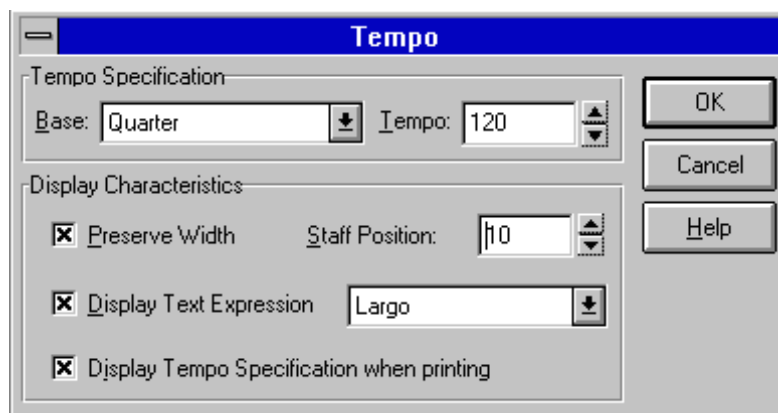 Tempo
Tempo Specification
Base: Quarter Tempo: 120
OK
Cancel
Display Characteristics
Preserve Width Staff Position: 10
Help
Display Text Expression Largo
Display Tempo Specification when printing